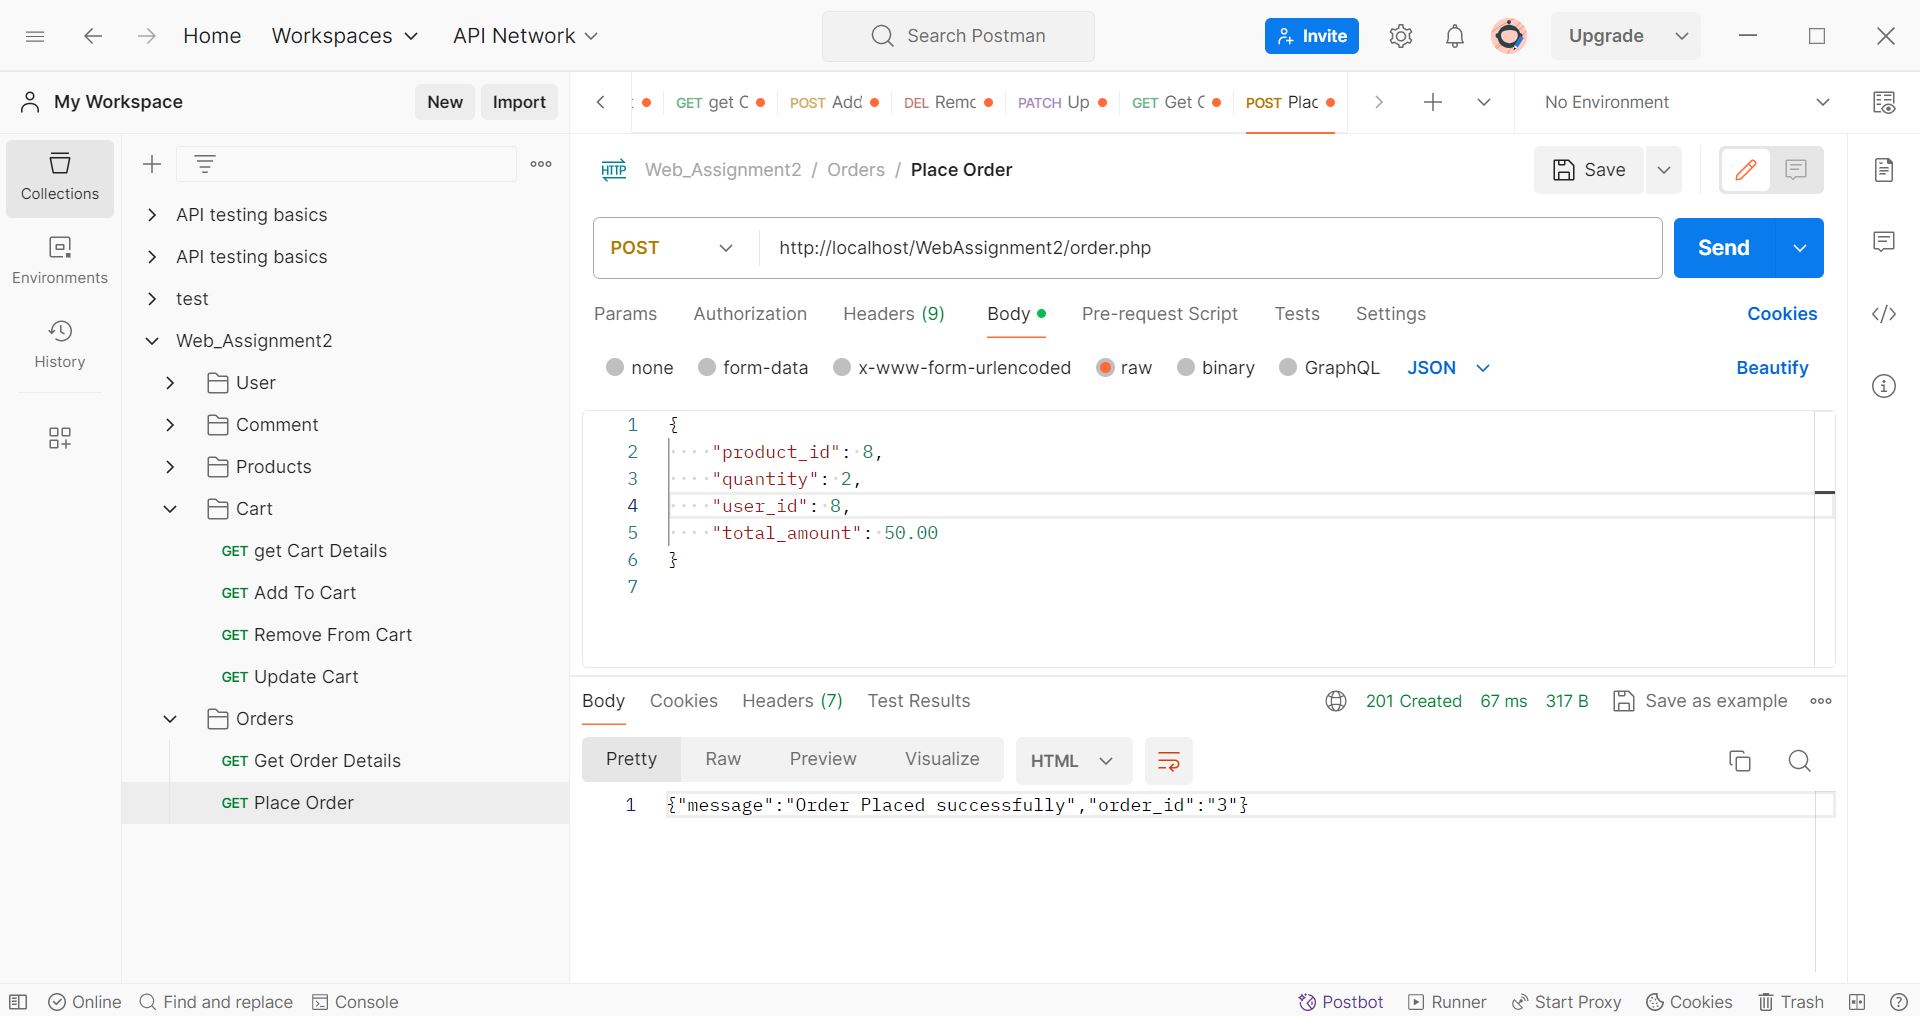 Home
Workspaces
API Network
Search Postman
Invite
Upgrade
My Workspace
New
Import
GET get C
POST Add
DEL Remo
PATCH Up
GET Get O
POST Plac
No Environment
Collections
Environments
History
API testing basics
API testing basics
test
Web_Assignment2
User
Comment
Products
Cart
GET get Cart Details
GET Add To Cart
GET Remove From Cart
GET Update Cart
Orders
GET Get Order Details
GET Place Order
HTTP Web_Assignment2 / Orders / Place Order
Save
POST http://localhost/WebAssignment2/order.php
Send
Params Authorization Headers (9) Body Pre-request Script Tests Settings Cookies
none form-data x-www-form-urlencoded raw binary GraphQL JSON Beautify
1 {
2 "product_id": 8,
3 "quantity": 2,
4 "user_id": 8,
5 "total_amount": 50.00
6 }
7
Body Cookies Headers (7) Test Results 201 Created 67 ms 317 B Save as example
Pretty Raw Preview Visualize HTML
1 {"message":"Order Placed successfully","order_id":"3"}
Online Find and replace Console Postbot Runner Start Proxy Cookies Trash